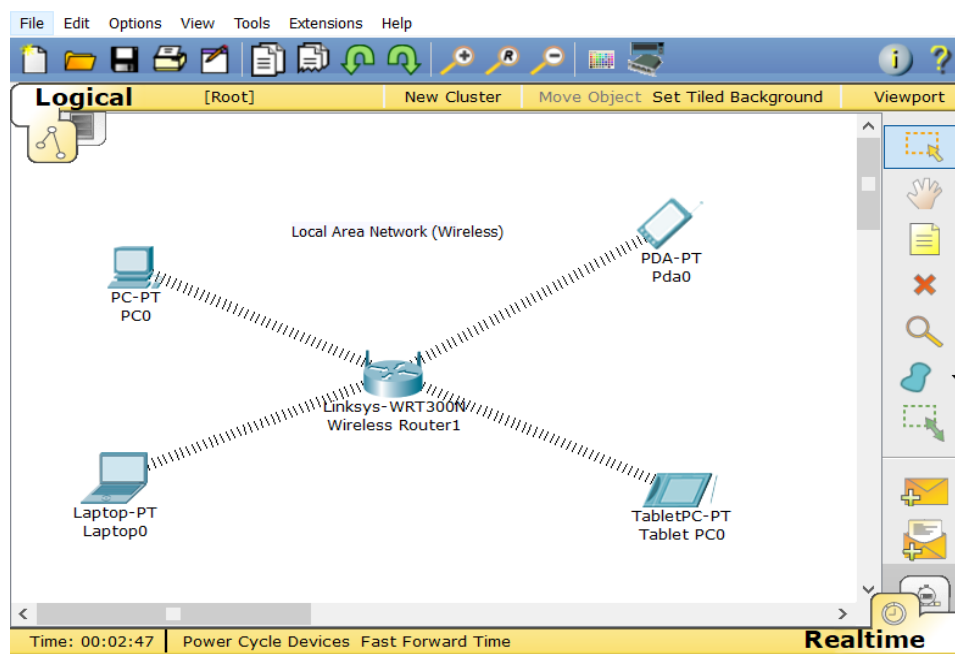 File Edit Options View Tools Extensions Help
R
i ?
Logical [Root] New Cluster Move Object Set Tiled Background Viewport
Local Area Network (Wireless)
PDA-PT
Pda0
PC-PT
PC0
Linksys-WRT300N
Wireless Router1
Laptop-PT
Laptop0
TabletPC-PT
Tablet PC0
Time: 00:02:47 Power Cycle Devices Fast Forward Time Realtime